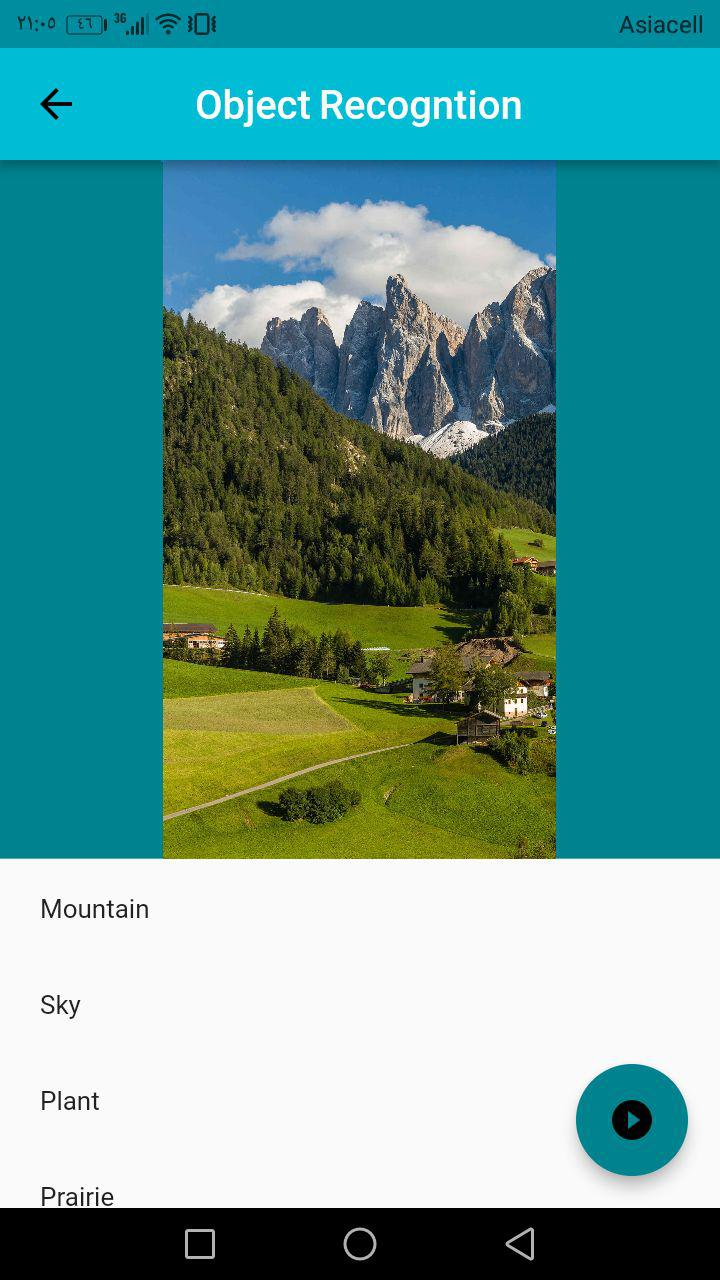 ٢١:٠٥ ٤٦ 3G Asiacell
Object Recogntion
Mountain
Sky
Plant
Prairie